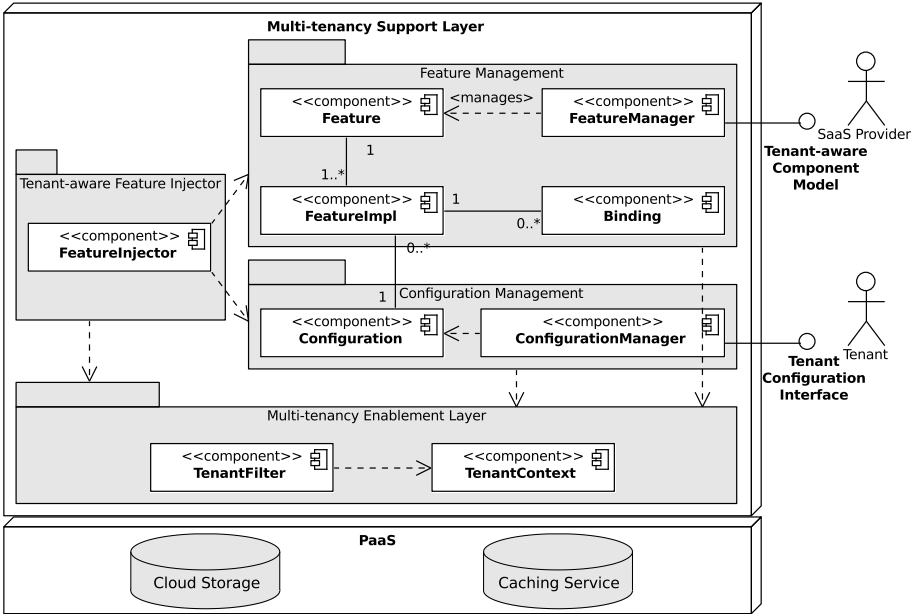 Multi-tenancy Support Layer
Feature Management
<<component>>
Feature
<manages>
<<component>>
FeatureManager
SaaS Provider
Tenant-aware
Component
Model
1
1..*
Tenant-aware Feature Injector
<<component>>
FeatureInjector
<<component>>
FeatureImpl
1
0..*
<<component>>
Binding
0..*
1
Configuration Management
<<component>>
Configuration
<<component>>
ConfigurationManager
Tenant
Tenant
Configuration
Interface
Multi-tenancy Enablement Layer
<<component>>
TenantFilter
<<component>>
TenantContext
PaaS
Cloud Storage
Caching Service